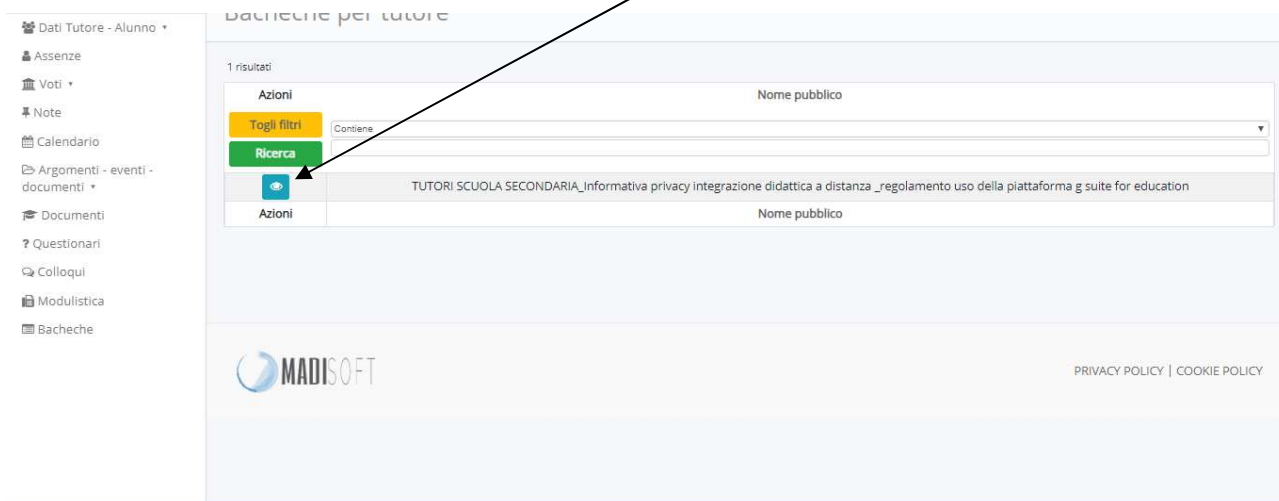 Bacheche per tutore
Dati Tutore - Alunno
Assenze
Voti
Note
Calendario
Argomenti - eventi -
documenti
Documenti
? Questionari
Colloqui
Modulistica
Bacheche
1 risultati
Azioni
Nome pubblico
Togli filtri
Contiene
Ricerca
TUTORI SCUOLA SECONDARIA_Informativa privacy integrazione didattica a distanza _regolamento uso della piattaforma g suite for education
Azioni
Nome pubblico
MADISOFT
PRIVACY POLICY | COOKIE POLICY